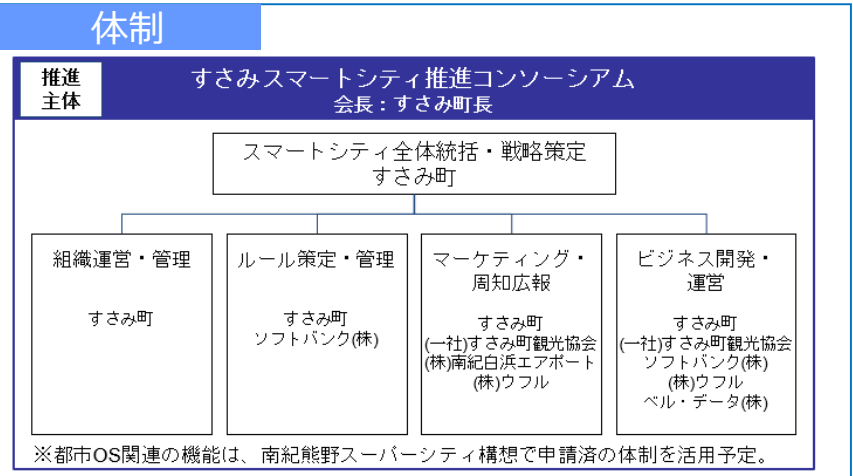 体制
推進
主体
すさみスマートシティ推進コンソーシアム
会長：すさみ町長
スマートシティ全体統括・戦略策定
すさみ町
組織運営・管理
すさみ町
ルール策定・管理
すさみ町
ソフトバンク(株)
マーケティング・
周知広報
すさみ町
(一社)すさみ町観光協会
(株)南紀白浜エアポート
(株)ウフル
ビジネス開発・
運営
すさみ町
(一社)すさみ町観光協会
ソフトバンク(株)
(株)ウフル
ベル・データ(株)
※都市OS関連の機能は、南紀熊野スーパーシティ構想で申請済の体制を活用予定。